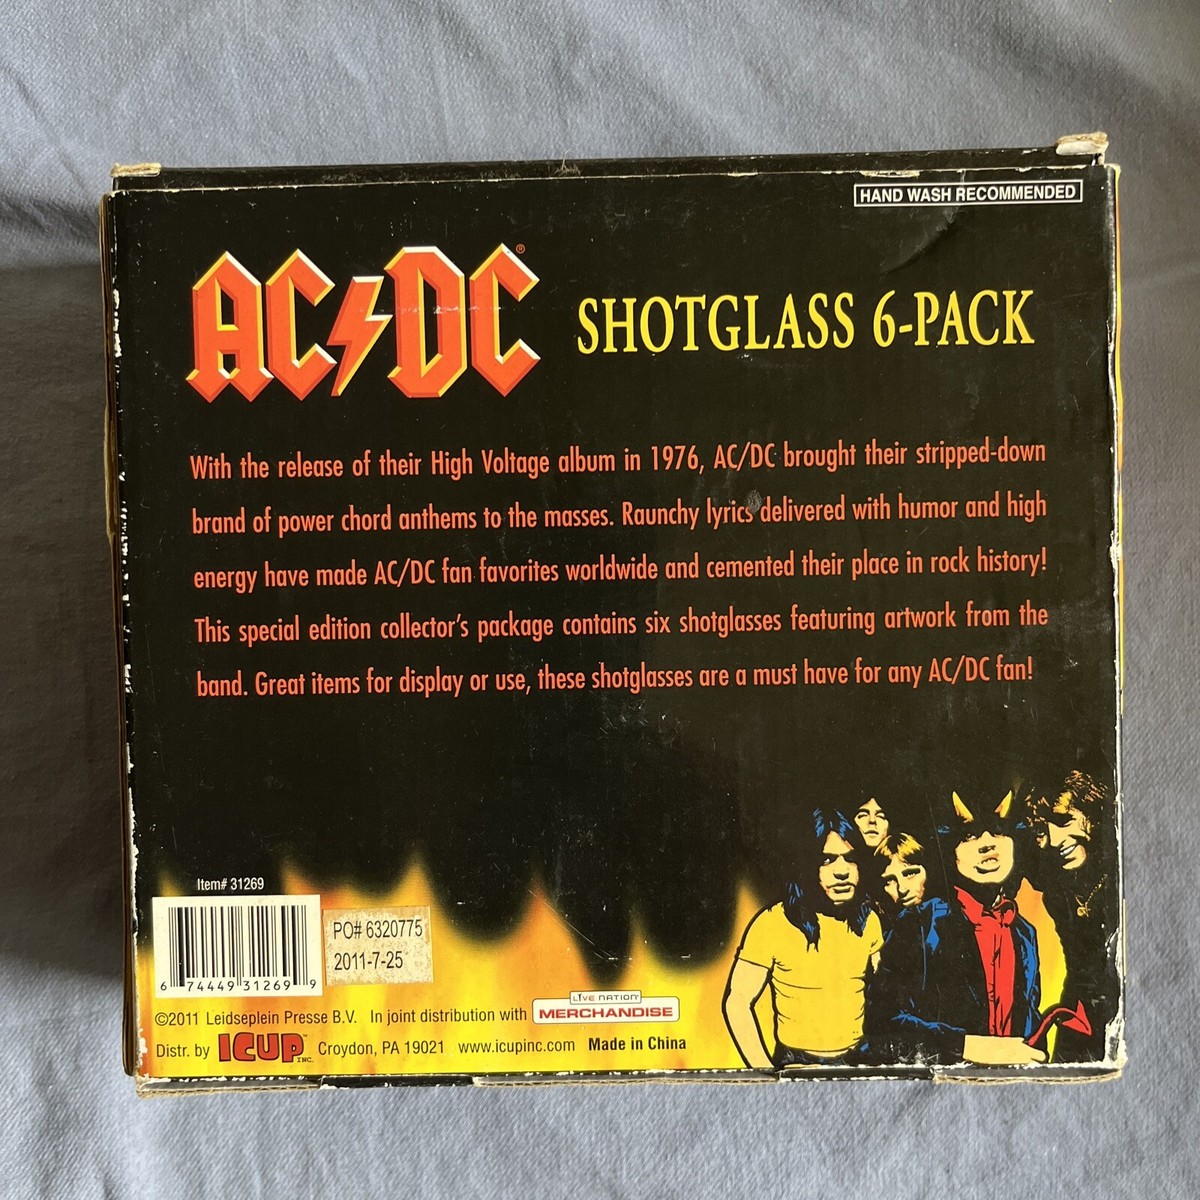 HAND WASH RECOMMENDED
AC/DC®
SHOTGLASS 6-PACK
With the release of their High Voltage album in 1976, AC/DC brought their stripped-down
brand of power chord anthems to the masses. Raunchy lyrics delivered with humor and high
energy have made AC/DC fan favorites worldwide and cemented their place in rock history!
This special edition collector's package contains six shotglasses featuring artwork from the
band. Great items for display or use, these shotglasses are a must have for any AC/DC fan!
Item# 31269
6 74449 31269 9
PO# 6320775
2011-7-25
©2011 Leidseplein Presse B.V. In joint distribution with LIVE NATION MERCHANDISE
Distr. by ICUP INC. Croydon, PA 19021 www.icupinc.com Made in China